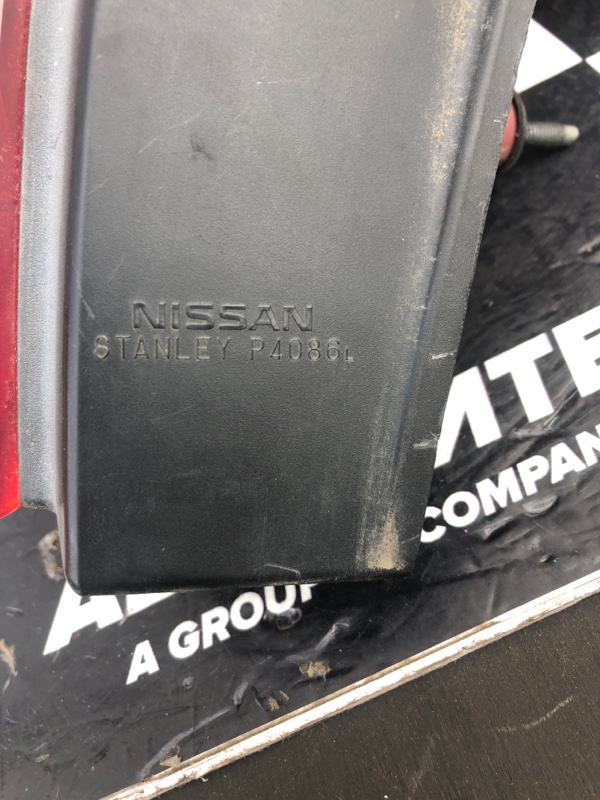 NISSAN
STANLEY P4086L
A GROUP
COMPAN